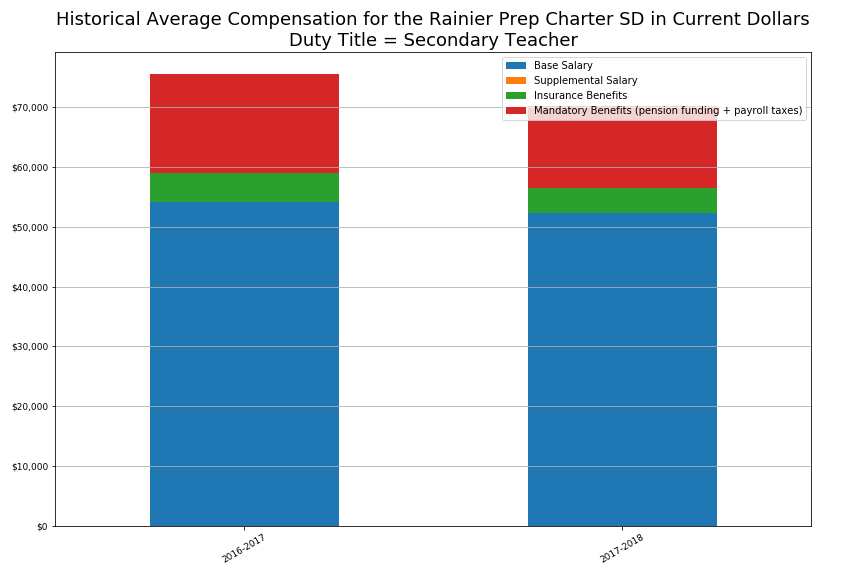 Historical Average Compensation for the Rainier Prep Charter SD in Current Dollars
Duty Title = Secondary Teacher
Base Salary
Supplemental Salary
Insurance Benefits
Mandatory Benefits (pension funding + payroll taxes)
$70,000
$60,000
$50,000
$40,000
$30,000
$20,000
$10,000
$0
2016-2017
2017-2018